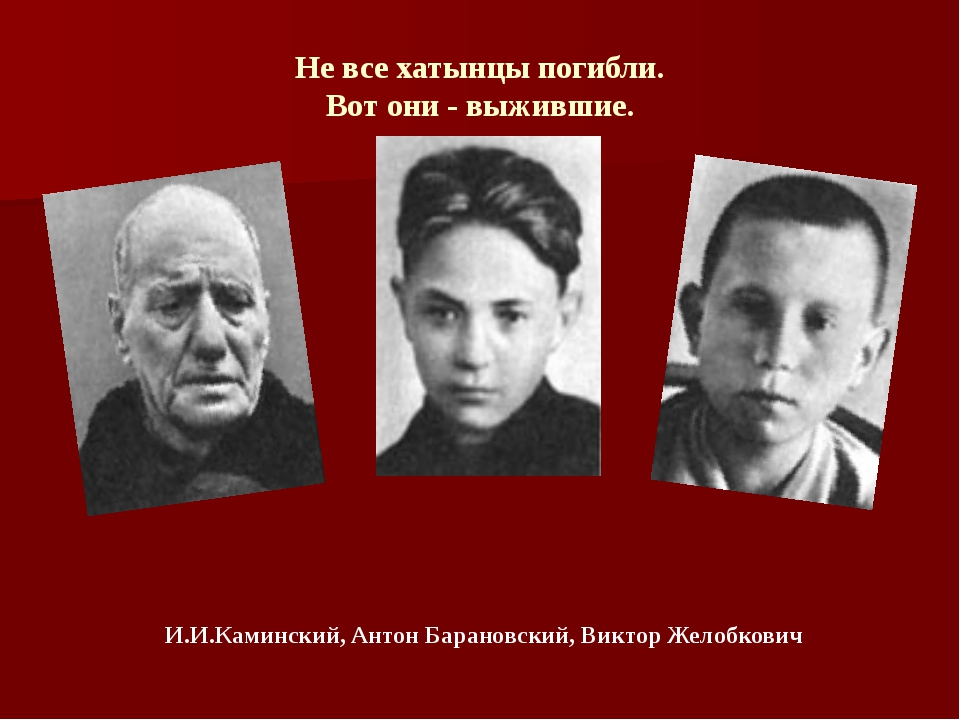 Не все хатынцы погибли.
Вот они - выжившие.
И.И.Каминский, Антон Барановский, Виктор Желобкович